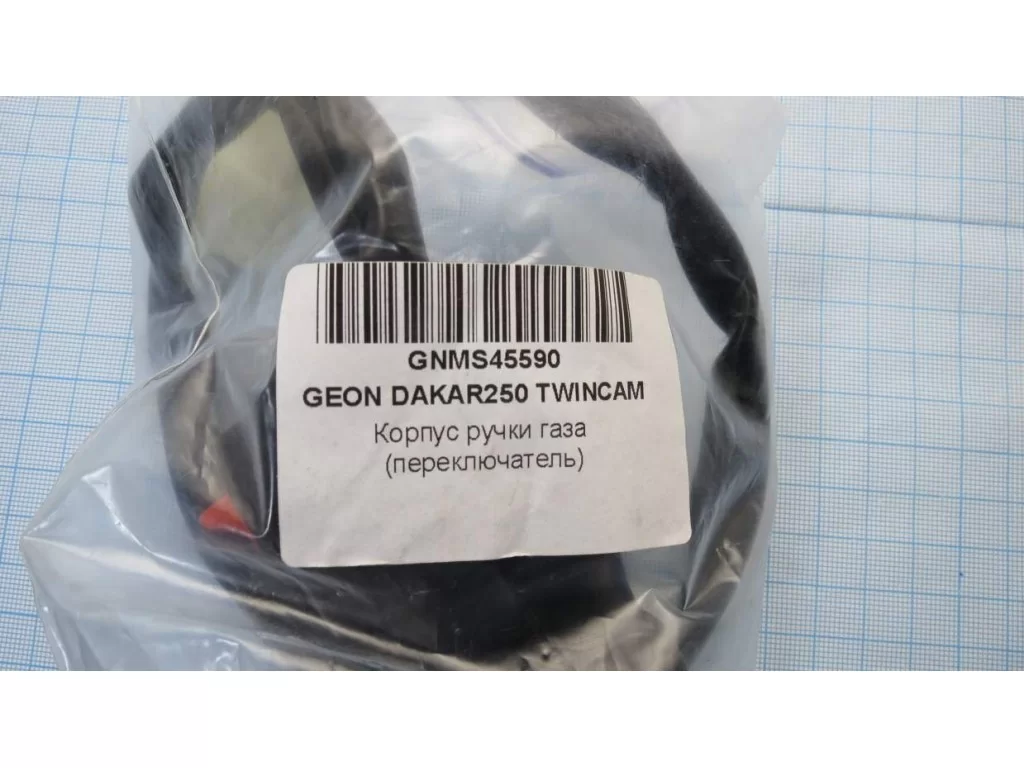 GNMS45590
GEON DAKAR250 TWINCAM
Корпус ручки газа
(переключатель)